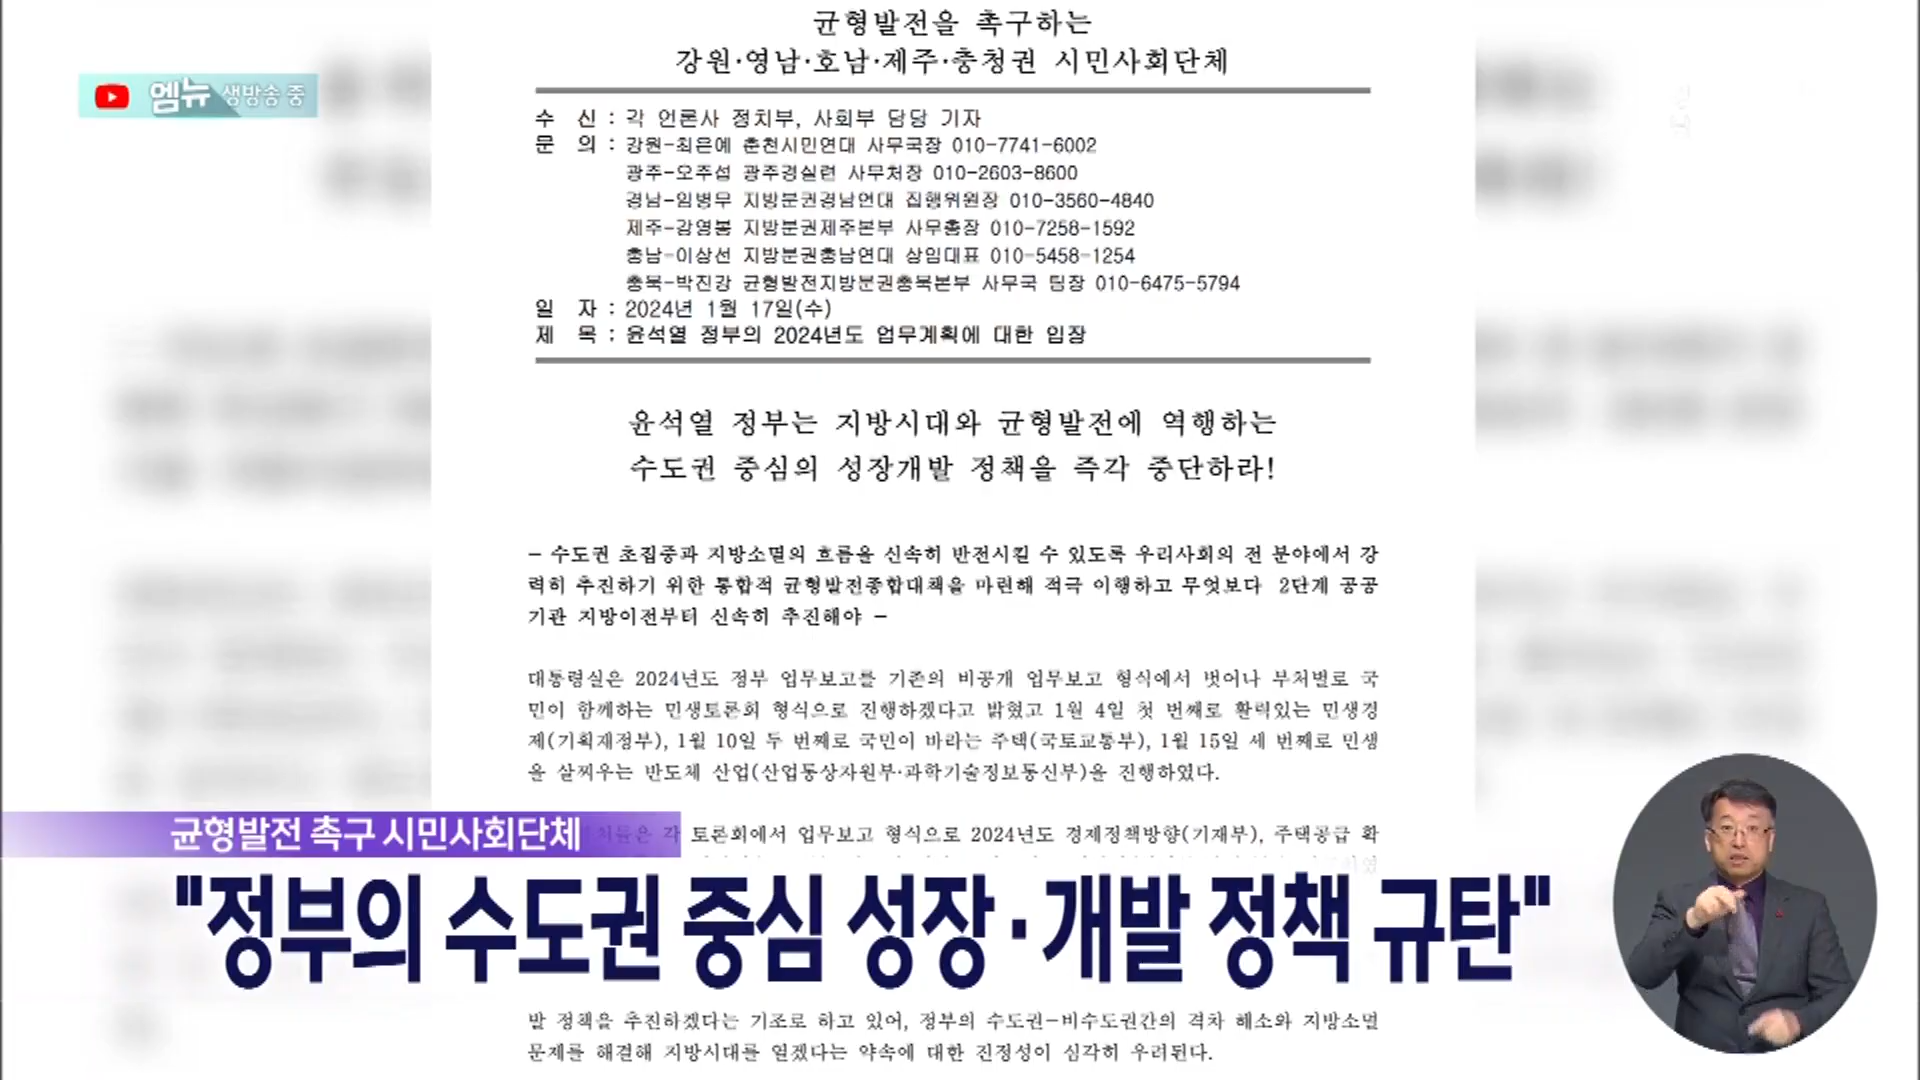 균형발전을 촉구하는
강원·영남·호남·제주·충청권 시민사회단체
엠뉴 생방송 중
수 신 : 각 언론사 정치부, 사회부 담당 기자
문 의 : 강원-최은예 춘천시민연대 사무국장 010-7741-6002
광주-오주섭 광주경실련 사무처장 010-2603-8600
경남-임병무 지방분권경남연대 집행위원장 010-3560-4840
제주-강영봉 지방분권제주본부 사무총장 010-7258-1592
충남-이상선 지방분권충남연대 상임대표 010-5458-1254
충북-박진강 균형발전지방분권충북본부 사무국 팀장 010-6475-5794
일 자 : 2024년 1월 17일(수)
제 목 : 윤석열 정부의 2024년도 업무계획에 대한 입장
윤석열 정부는 지방시대와 균형발전에 역행하는
수도권 중심의 성장개발 정책을 즉각 중단하라!
- 수도권 초집중과 지방소멸의 흐름을 신속히 반전시킬 수 있도록 우리사회의 전 분야에서 강
력히 추진하기 위한 통합적 균형발전종합대책을 마련해 적극 이행하고 무엇보다 2단계 공공
기관 지방이전부터 신속히 추진해야 -
대통령실은 2024년도 정부 업무보고를 기존의 비공개 업무보고 형식에서 벗어나 부처별로 국
민이 함께하는 민생토론회 형식으로 진행하겠다고 밝혔고 1월 4일 첫 번째로 활력있는 민생경
제(기획재정부), 1월 10일 두 번째로 국민이 바라는 주택(국토교통부), 1월 15일 세 번째로 민생
을 살찌우는 반도체 산업(산업통상자원부·과학기술정보통신부)을 진행하였다.
각 토론회에서 업무보고 형식으로 2024년도 경제정책방향(기재부), 주택공급 확
균형발전 촉구 시민사회단체
"정부의 수도권 중심 성장·개발 정책 규탄"
발 정책을 추진하겠다는 기조로 하고 있어, 정부의 수도권-비수도권간의 격차 해소와 지방소멸
문제를 해결해 지방시대를 열겠다는 약속에 대한 진정성이 심각히 우려된다.